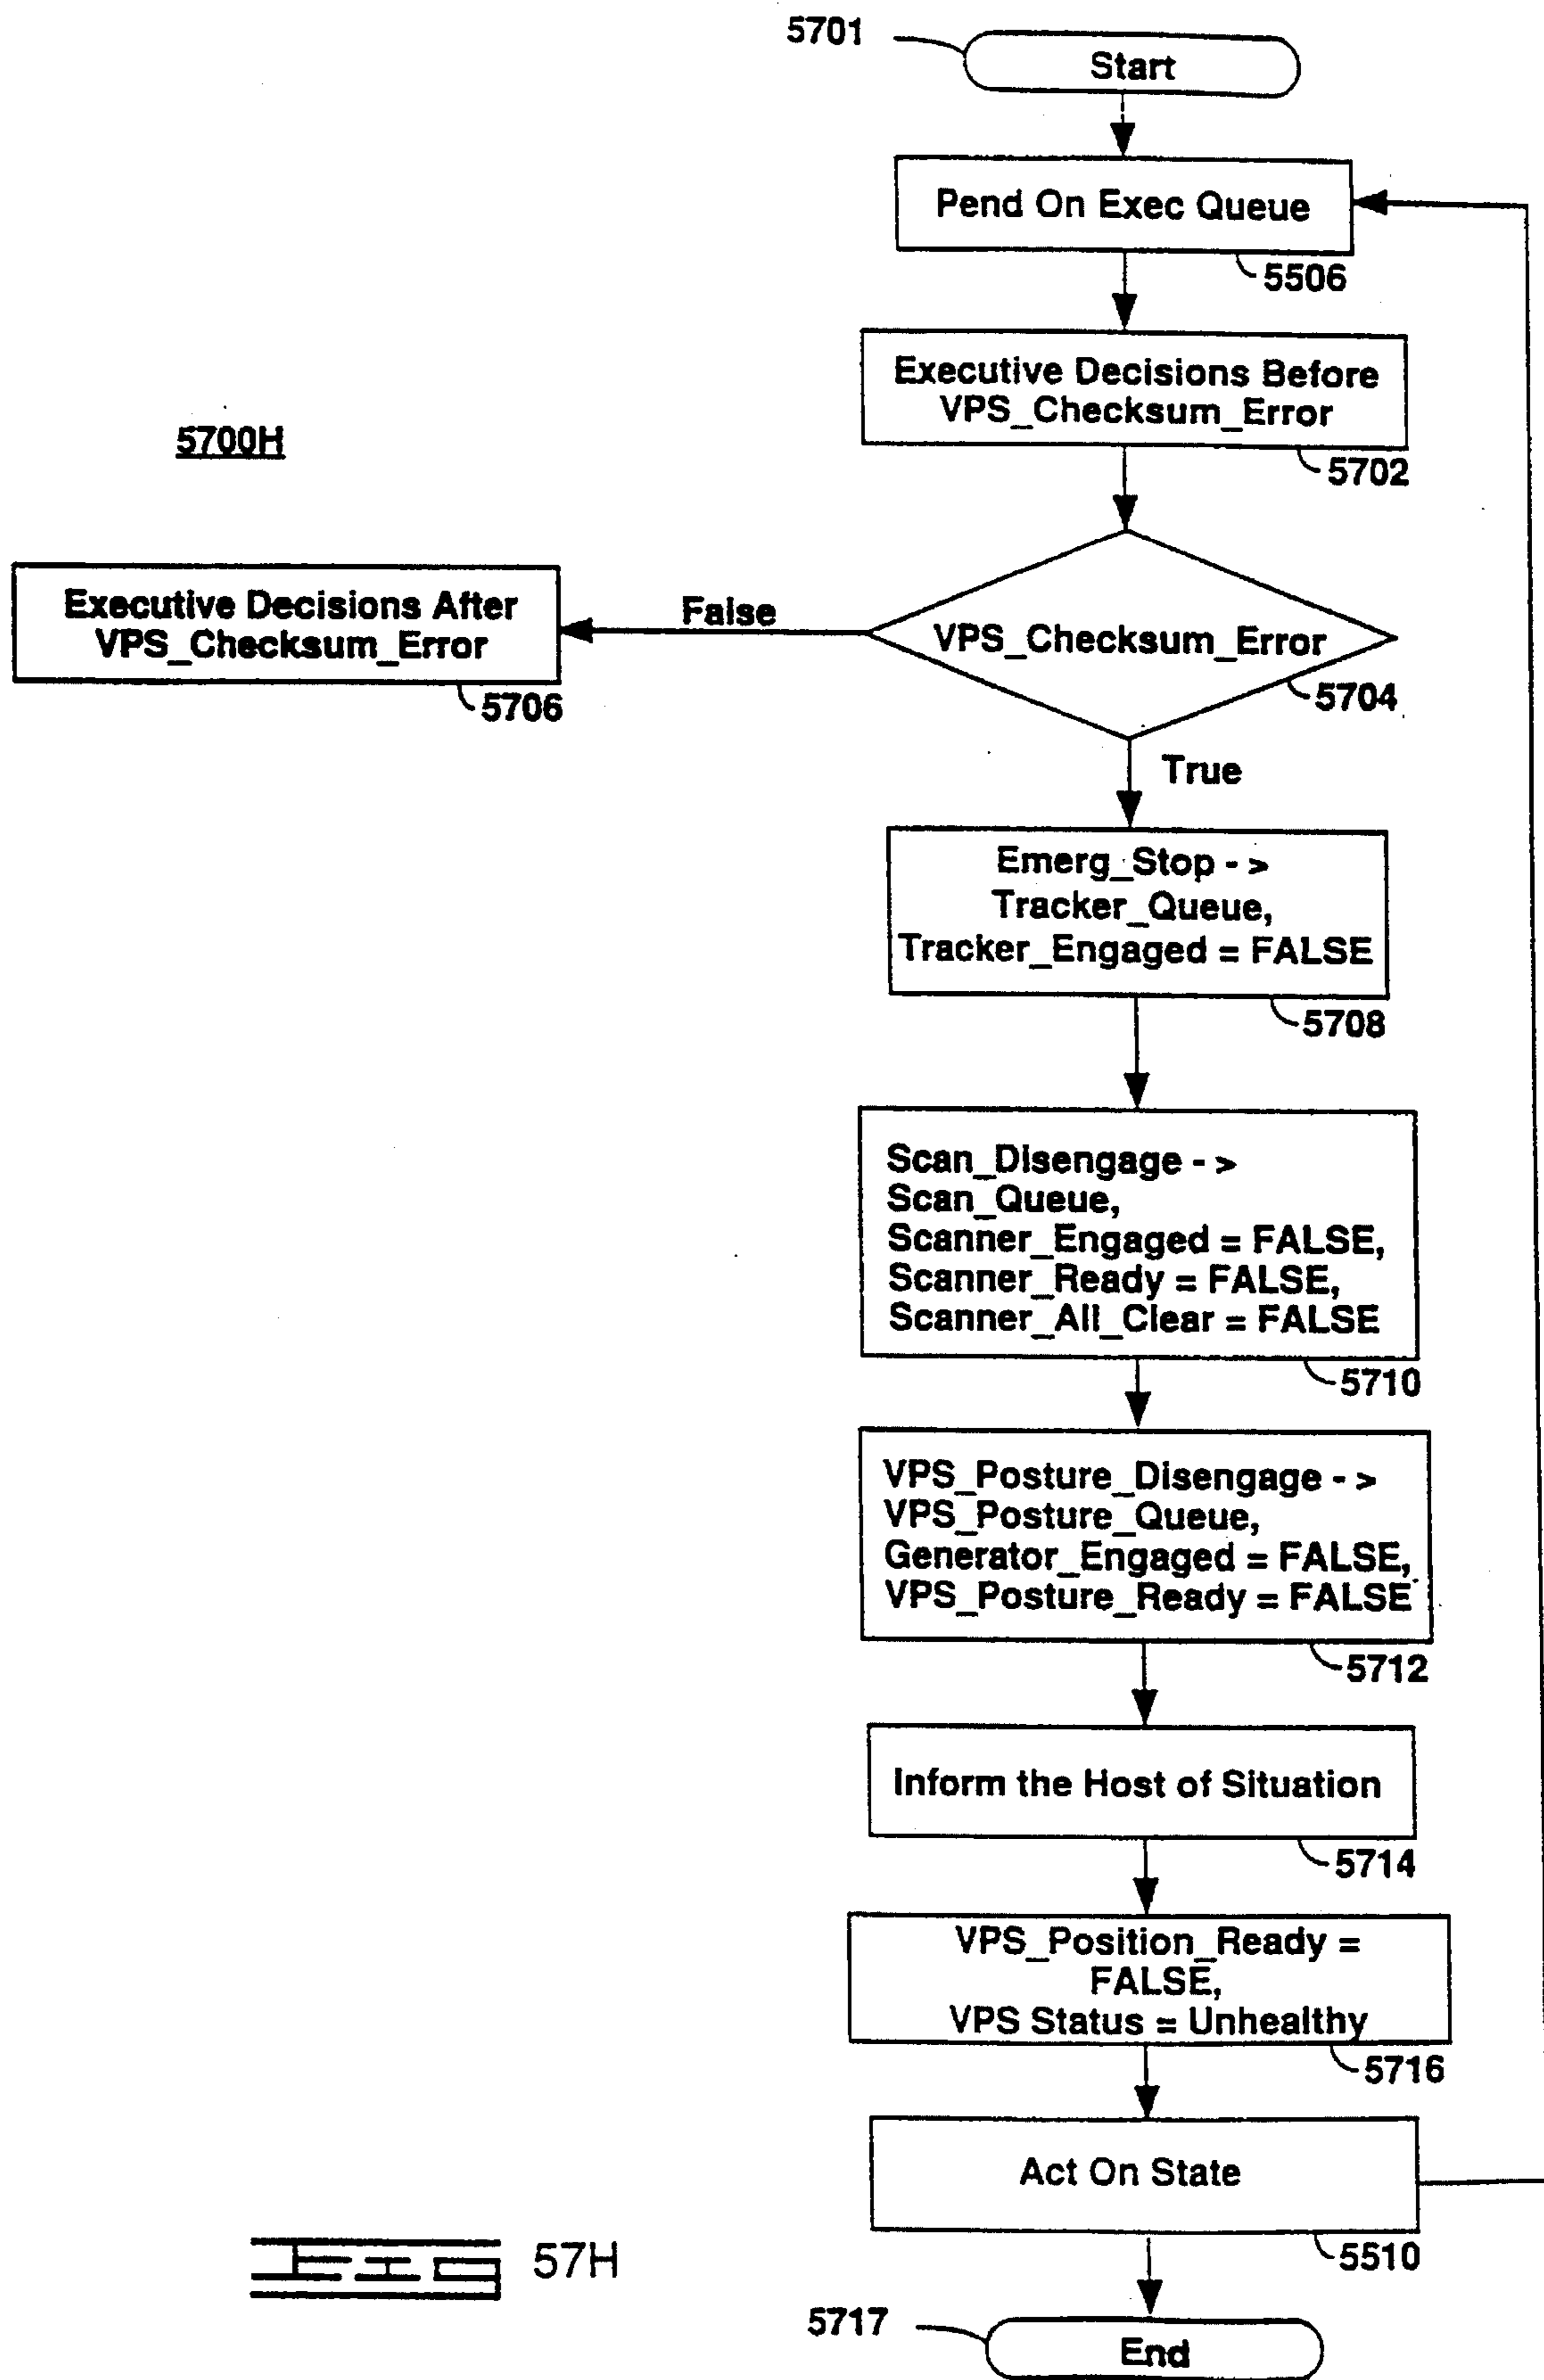 5701
Start
Pend On Exec Queue
5506
Executive Decisions Before
VPS_Checksum_Error
5702
5700H
Executive Decisions After
VPS_Checksum_Error
5706
False
VPS_Checksum_Error
5704
True
Emerg_Stop - >
Tracker_Queue,
Tracker_Engaged = FALSE
5708
Scan_Disengage - >
Scan_Queue,
Scanner_Engaged = FALSE,
Scanner_Ready = FALSE,
Scanner_All_Clear = FALSE
5710
VPS_Posture_Disengage - >
VPS_Posture_Queue,
Generator_Engaged = FALSE,
VPS_Posture_Ready = FALSE
5712
Inform the Host of Situation
5714
VPS_Position_Ready =
FALSE,
VPS Status = Unhealthy
5716
Act On State
5510
FIG 57H
5717
End